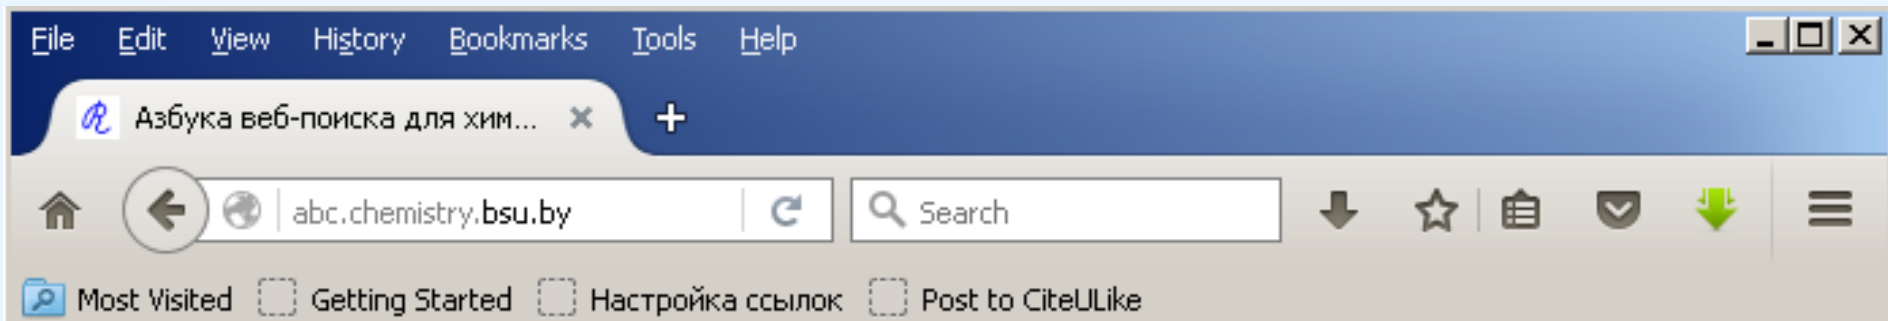 File Edit View History Bookmarks Tools Help
Азбука веб-поиска для хим...
abc.chemistry.bsu.by Search
Most Visited Getting Started Настройка ссылок Post to CiteULike